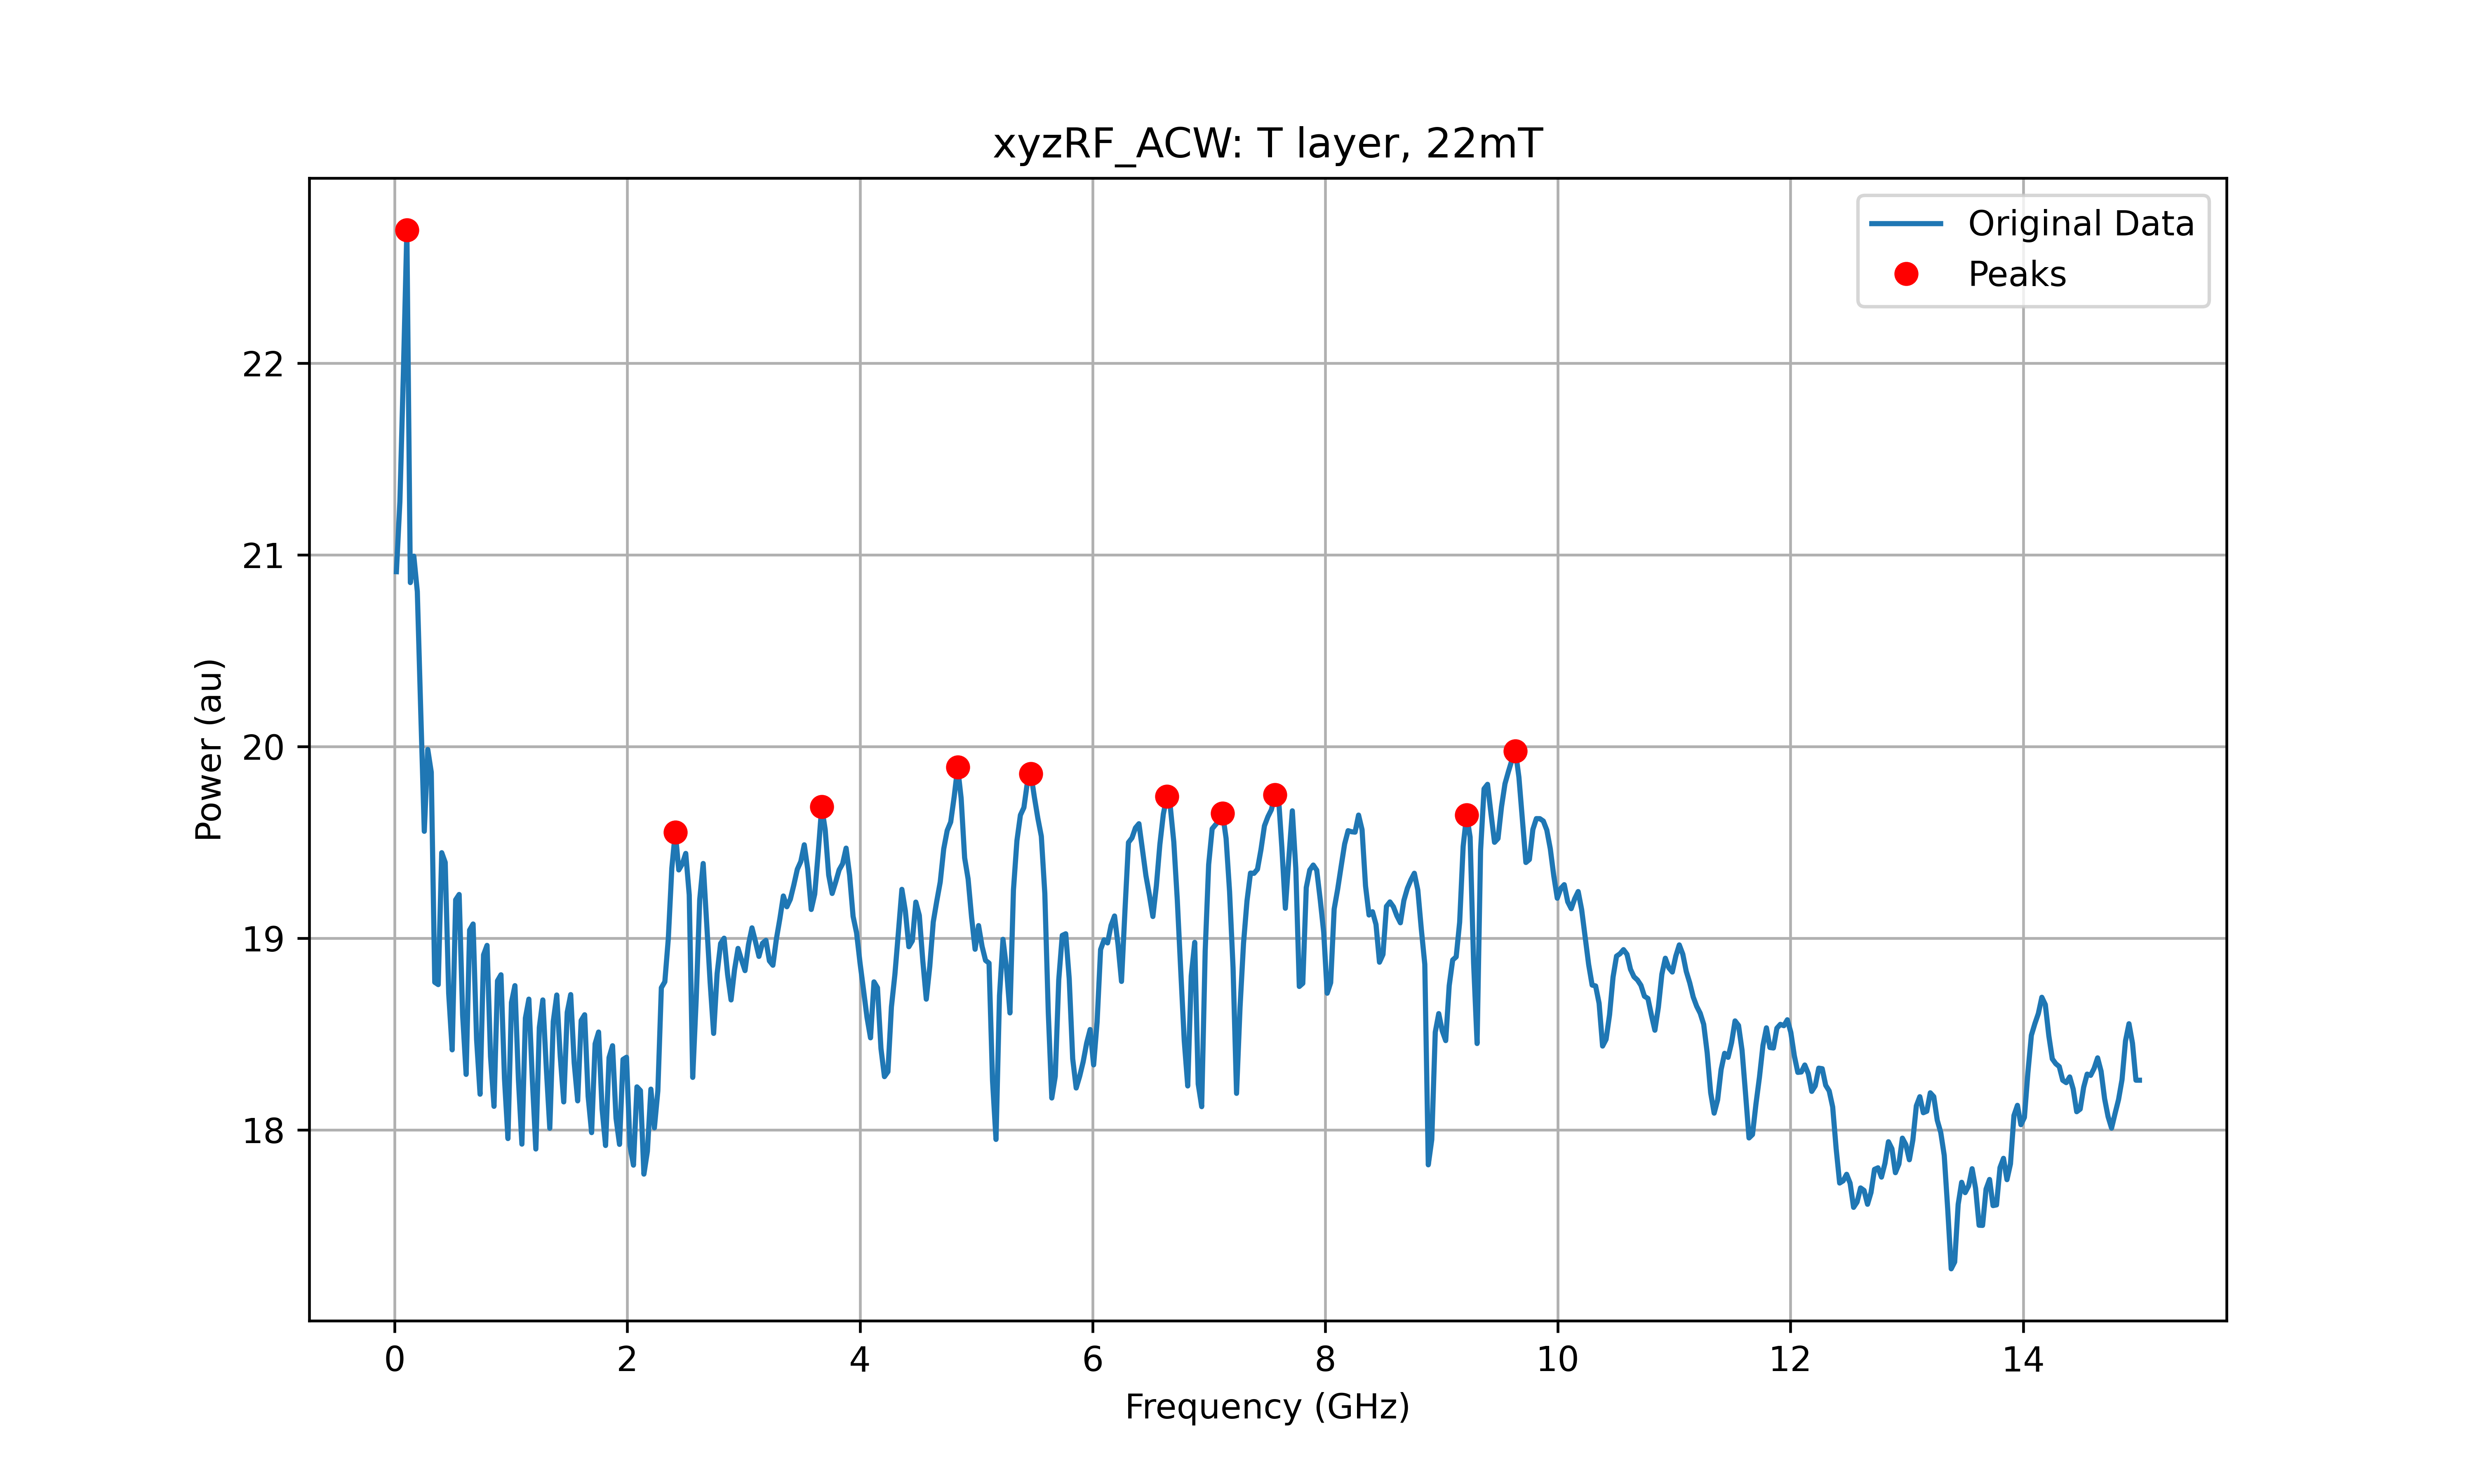 xyzRF_ACW: T layer, 22mT
Original Data
Peaks
22
21
20
19
18
Power (au)
0 2 4 6 8 10 12 14
Frequency (GHz)